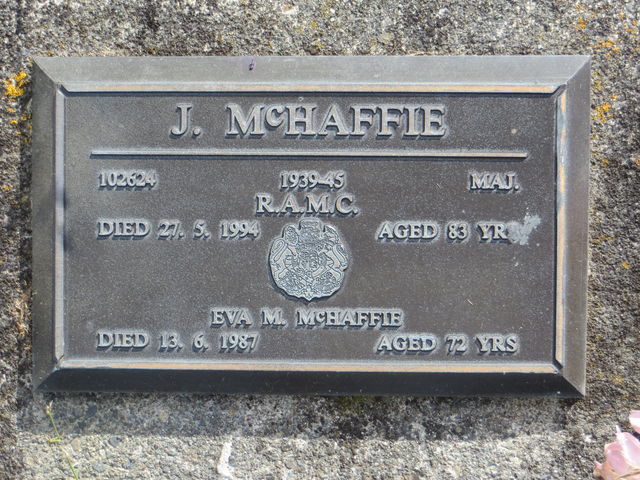 J. McHAFFIE
102624 1939-45 MAJ.
R.A.M.C.
DIED 27. 5. 1994 AGED 83 YRS
EVA M. McHAFFIE
DIED 13. 6. 1987 AGED 72 YRS